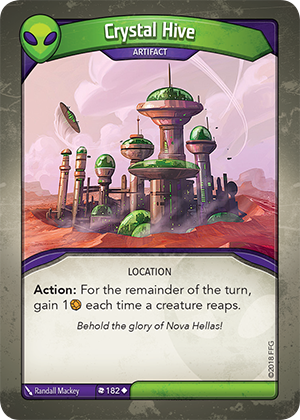 Crystal Hive
ARTIFACT
LOCATION
Action: For the remainder of the turn,
gain 1 each time a creature reaps.
Behold the glory of Nova Hellas!
©2018 FFG
Randall Mackey
182